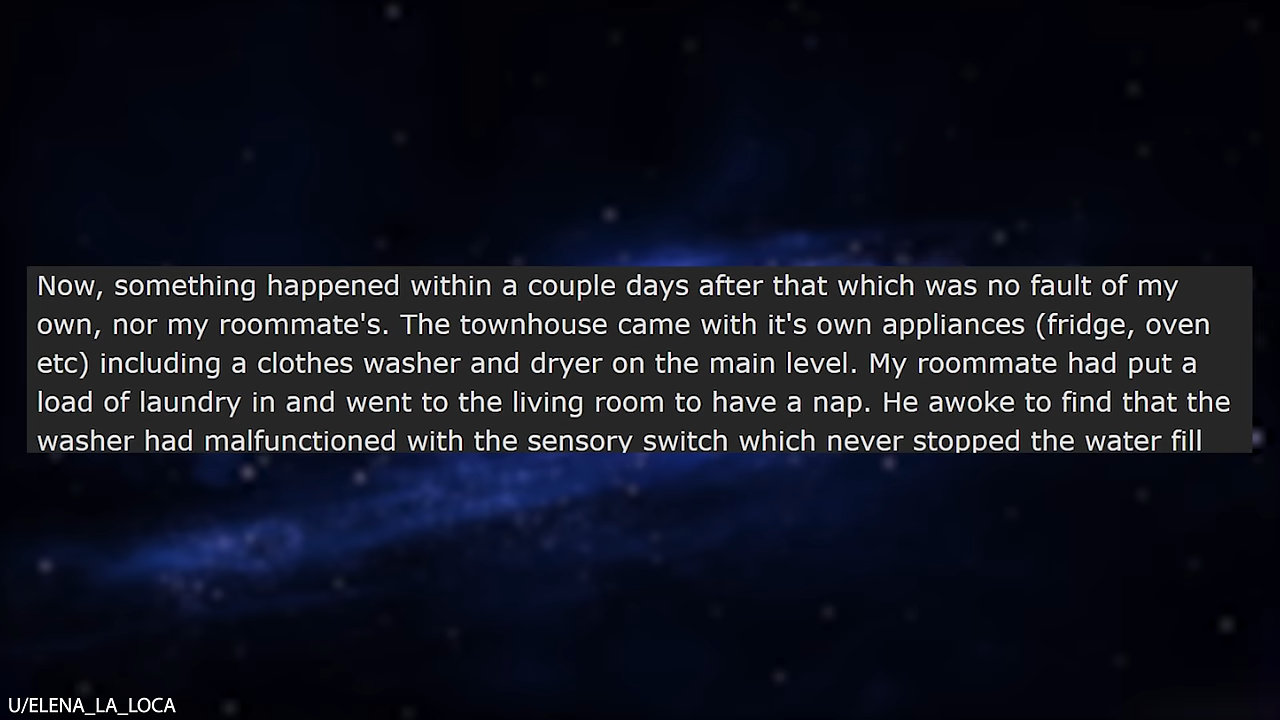 Now, something happened within a couple days after that which was no fault of my
own, nor my roommate's. The townhouse came with it's own appliances (fridge, oven
etc) including a clothes washer and dryer on the main level. My roommate had put a
load of laundry in and went to the living room to have a nap. He awoke to find that the
washer had malfunctioned with the sensory switch which never stopped the water fill
U/ELENA_LA_LOCA